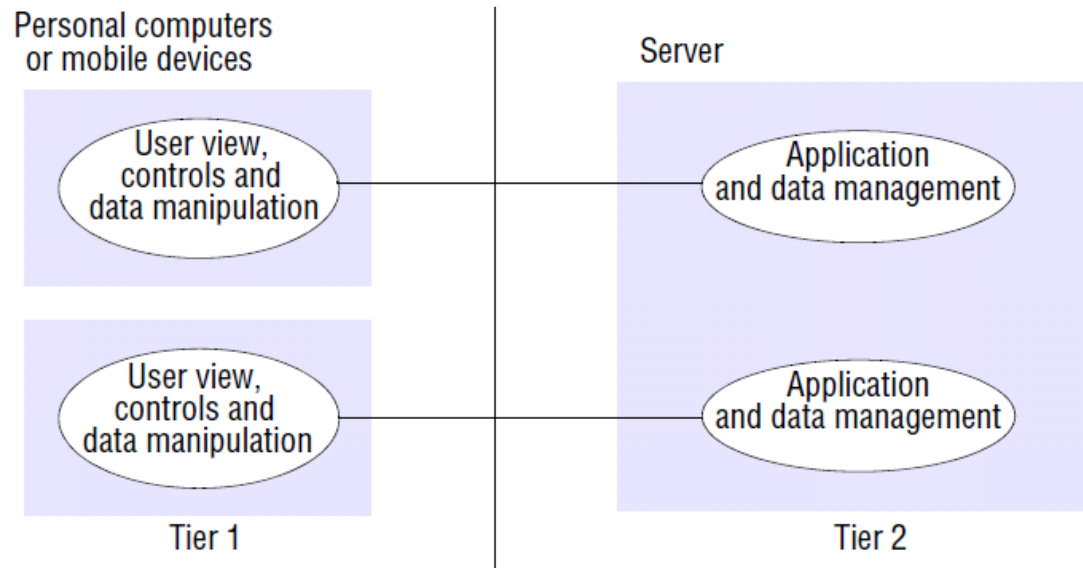 Personal computers
or mobile devices
Server
User view,
controls and
data manipulation
Application
and data management
User view,
controls and
data manipulation
Application
and data management
Tier 1
Tier 2